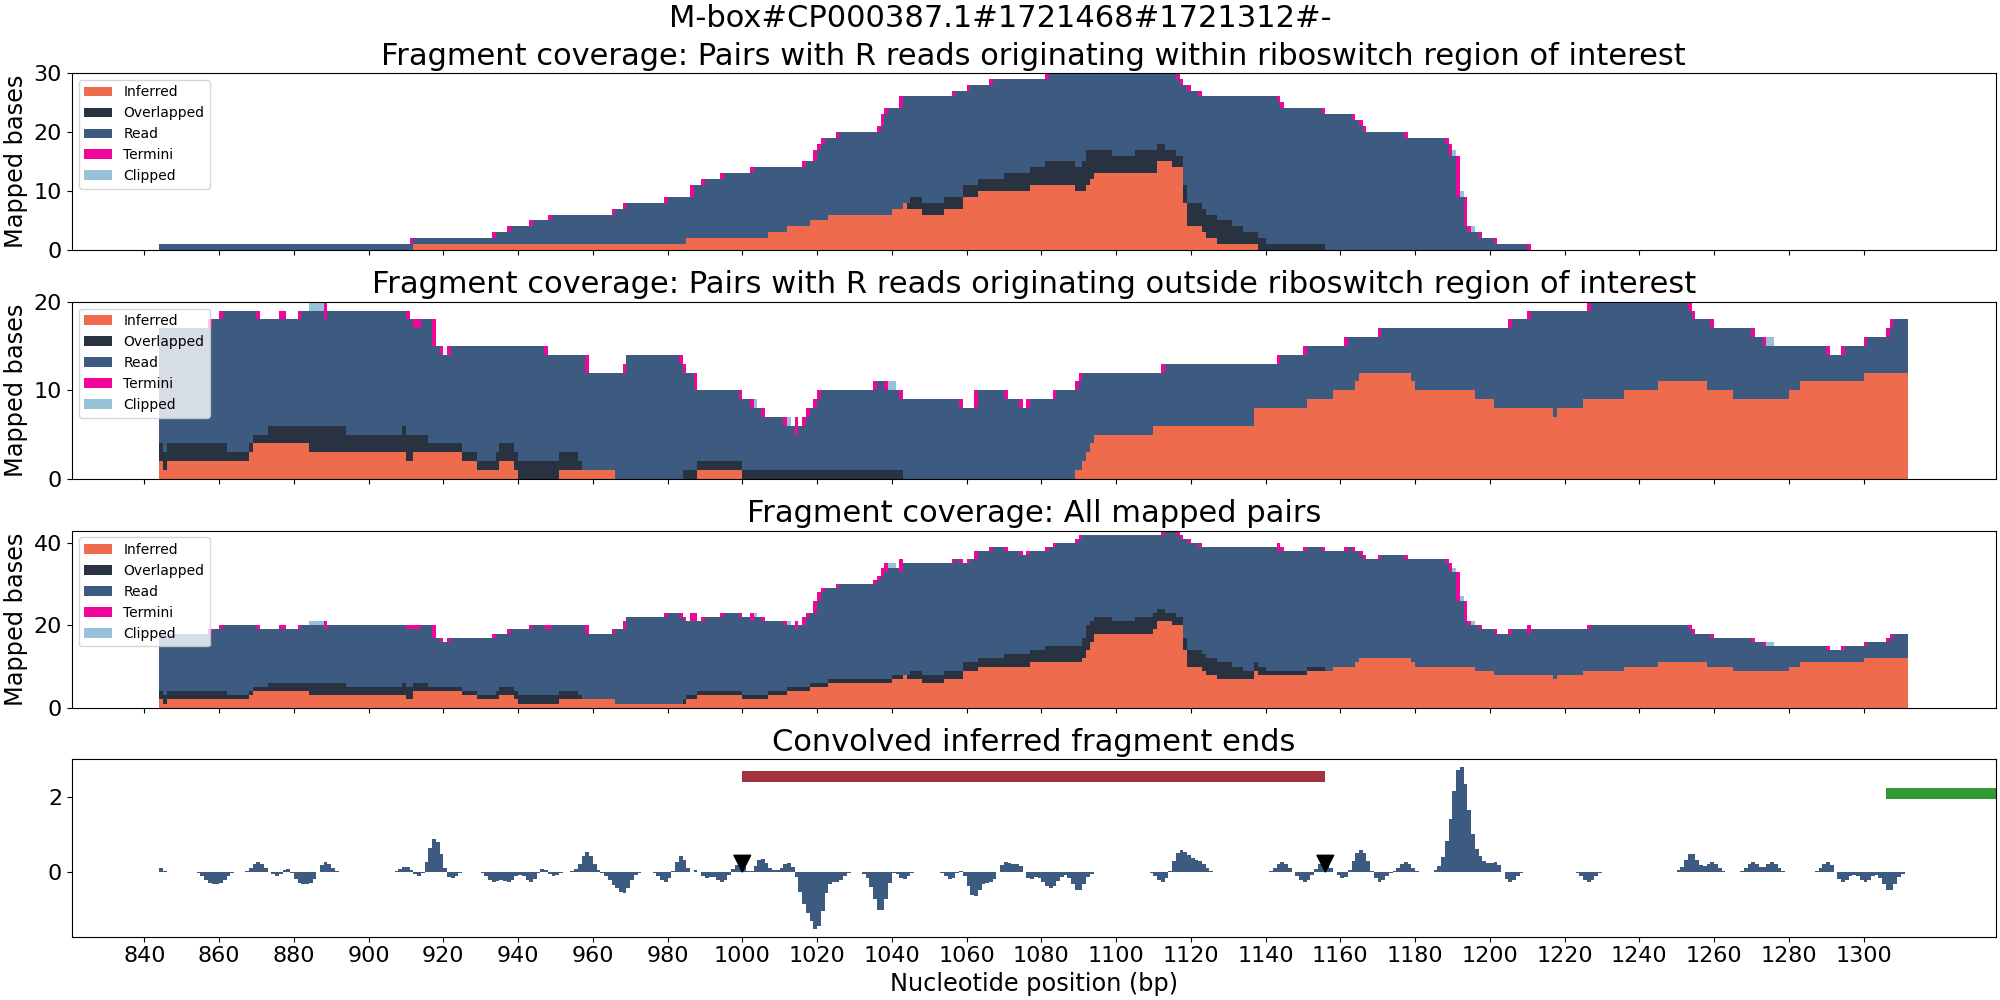 M-box#CP000387.1#1721468#1721312#-
Fragment coverage: Pairs with R reads originating within riboswitch region of interest
Mapped bases
30
20
10
0
Inferred
Overlapped
Read
Termini
Clipped
Fragment coverage: Pairs with R reads originating outside riboswitch region of interest
Mapped bases
20
10
0
Inferred
Overlapped
Read
Termini
Clipped
Fragment coverage: All mapped pairs
Mapped bases
40
20
0
Inferred
Overlapped
Read
Termini
Clipped
Convolved inferred fragment ends
2
0
840 860 880 900 920 940 960 980 1000 1020 1040 1060 1080 1100 1120 1140 1160 1180 1200 1220 1240 1260 1280 1300
Nucleotide position (bp)